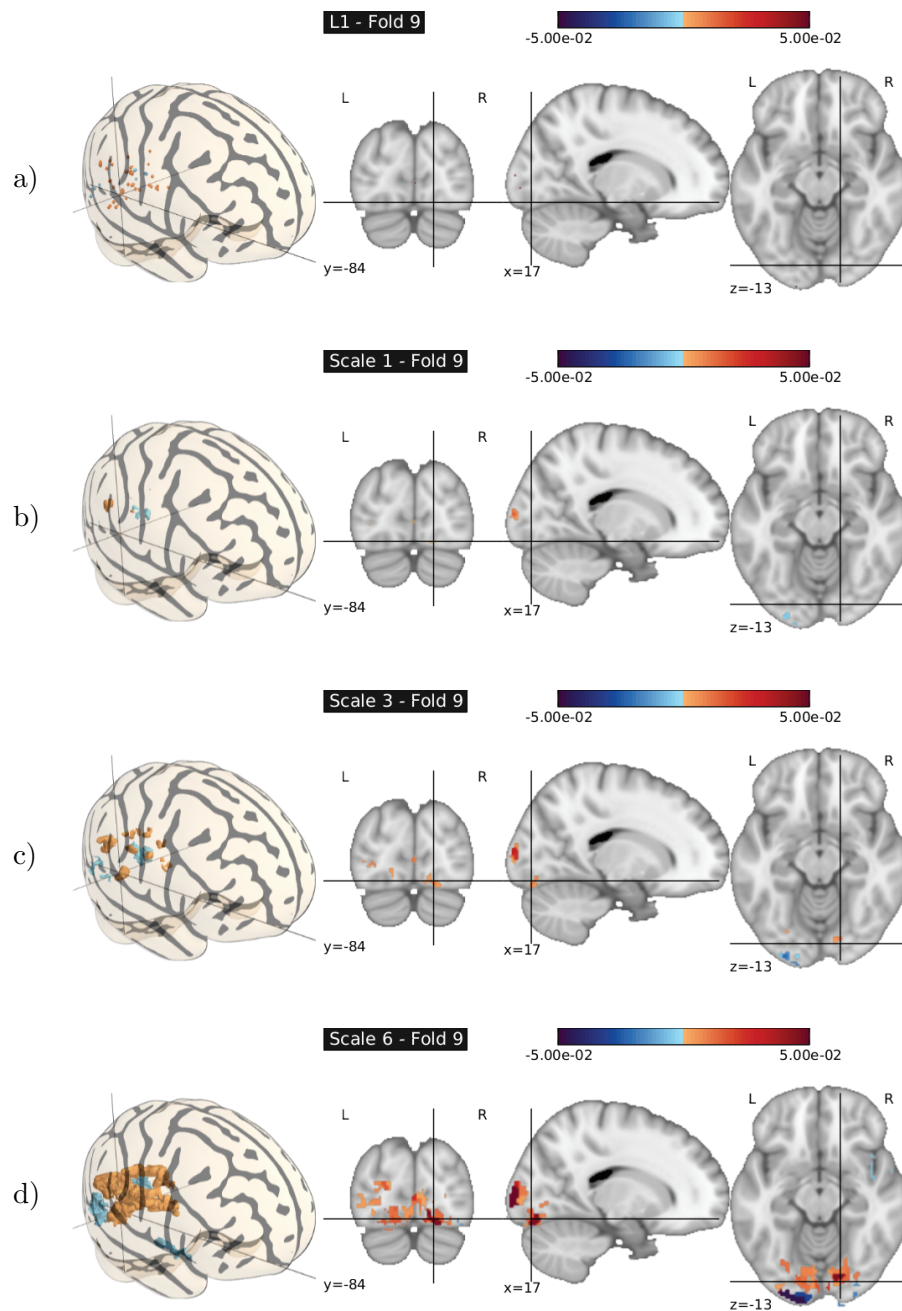 L1 - Fold 9
-5.00e-02 5.00e-02
L R L R
a)
y=-84 x=17 z=-13
Scale 1 - Fold 9
-5.00e-02 5.00e-02
L R L R
b)
y=-84 x=17 z=-13
Scale 3 - Fold 9
-5.00e-02 5.00e-02
L R L R
c)
y=-84 x=17 z=-13
Scale 6 - Fold 9
-5.00e-02 5.00e-02
L R L R
d)
y=-84 x=17 z=-13